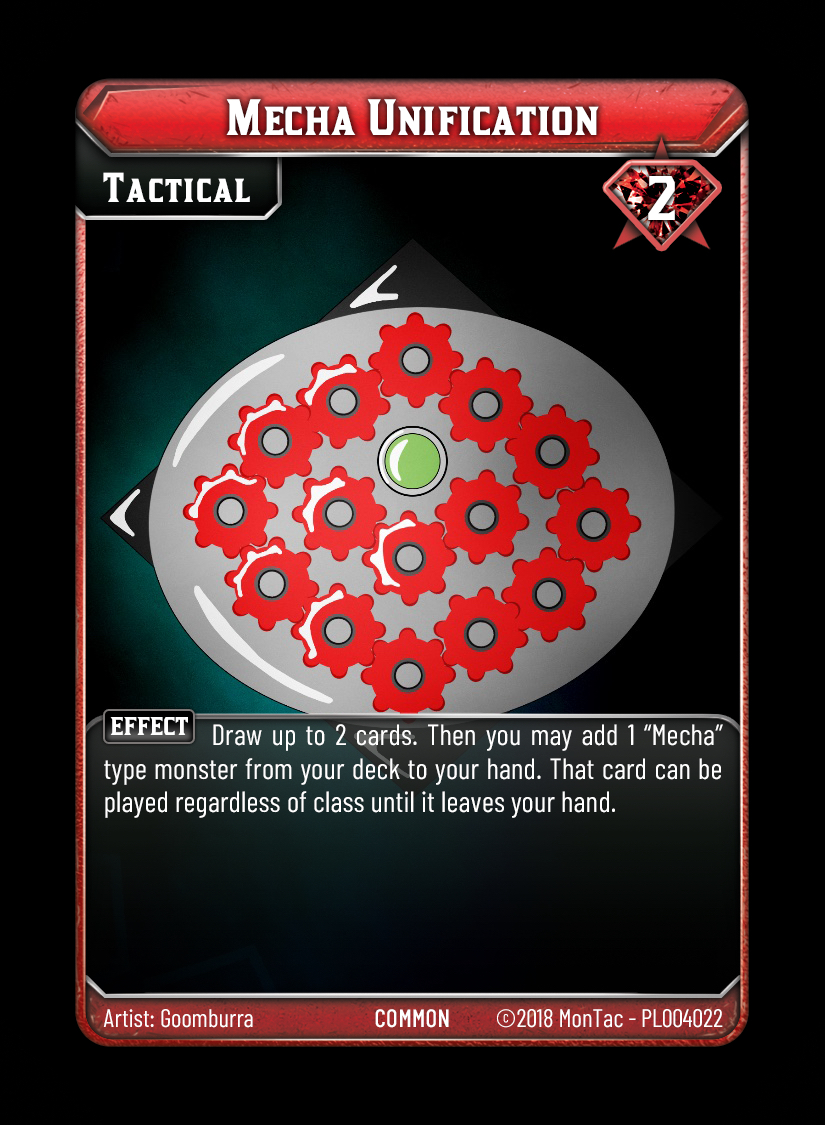 Mecha Unification
Tactical
2
EFFECT Draw up to 2 cards. Then you may add 1 “Mecha”
type monster from your deck to your hand. That card can be
played regardless of class until it leaves your hand.
Artist: Goomburra COMMON ©2018 MonTac - PL004022